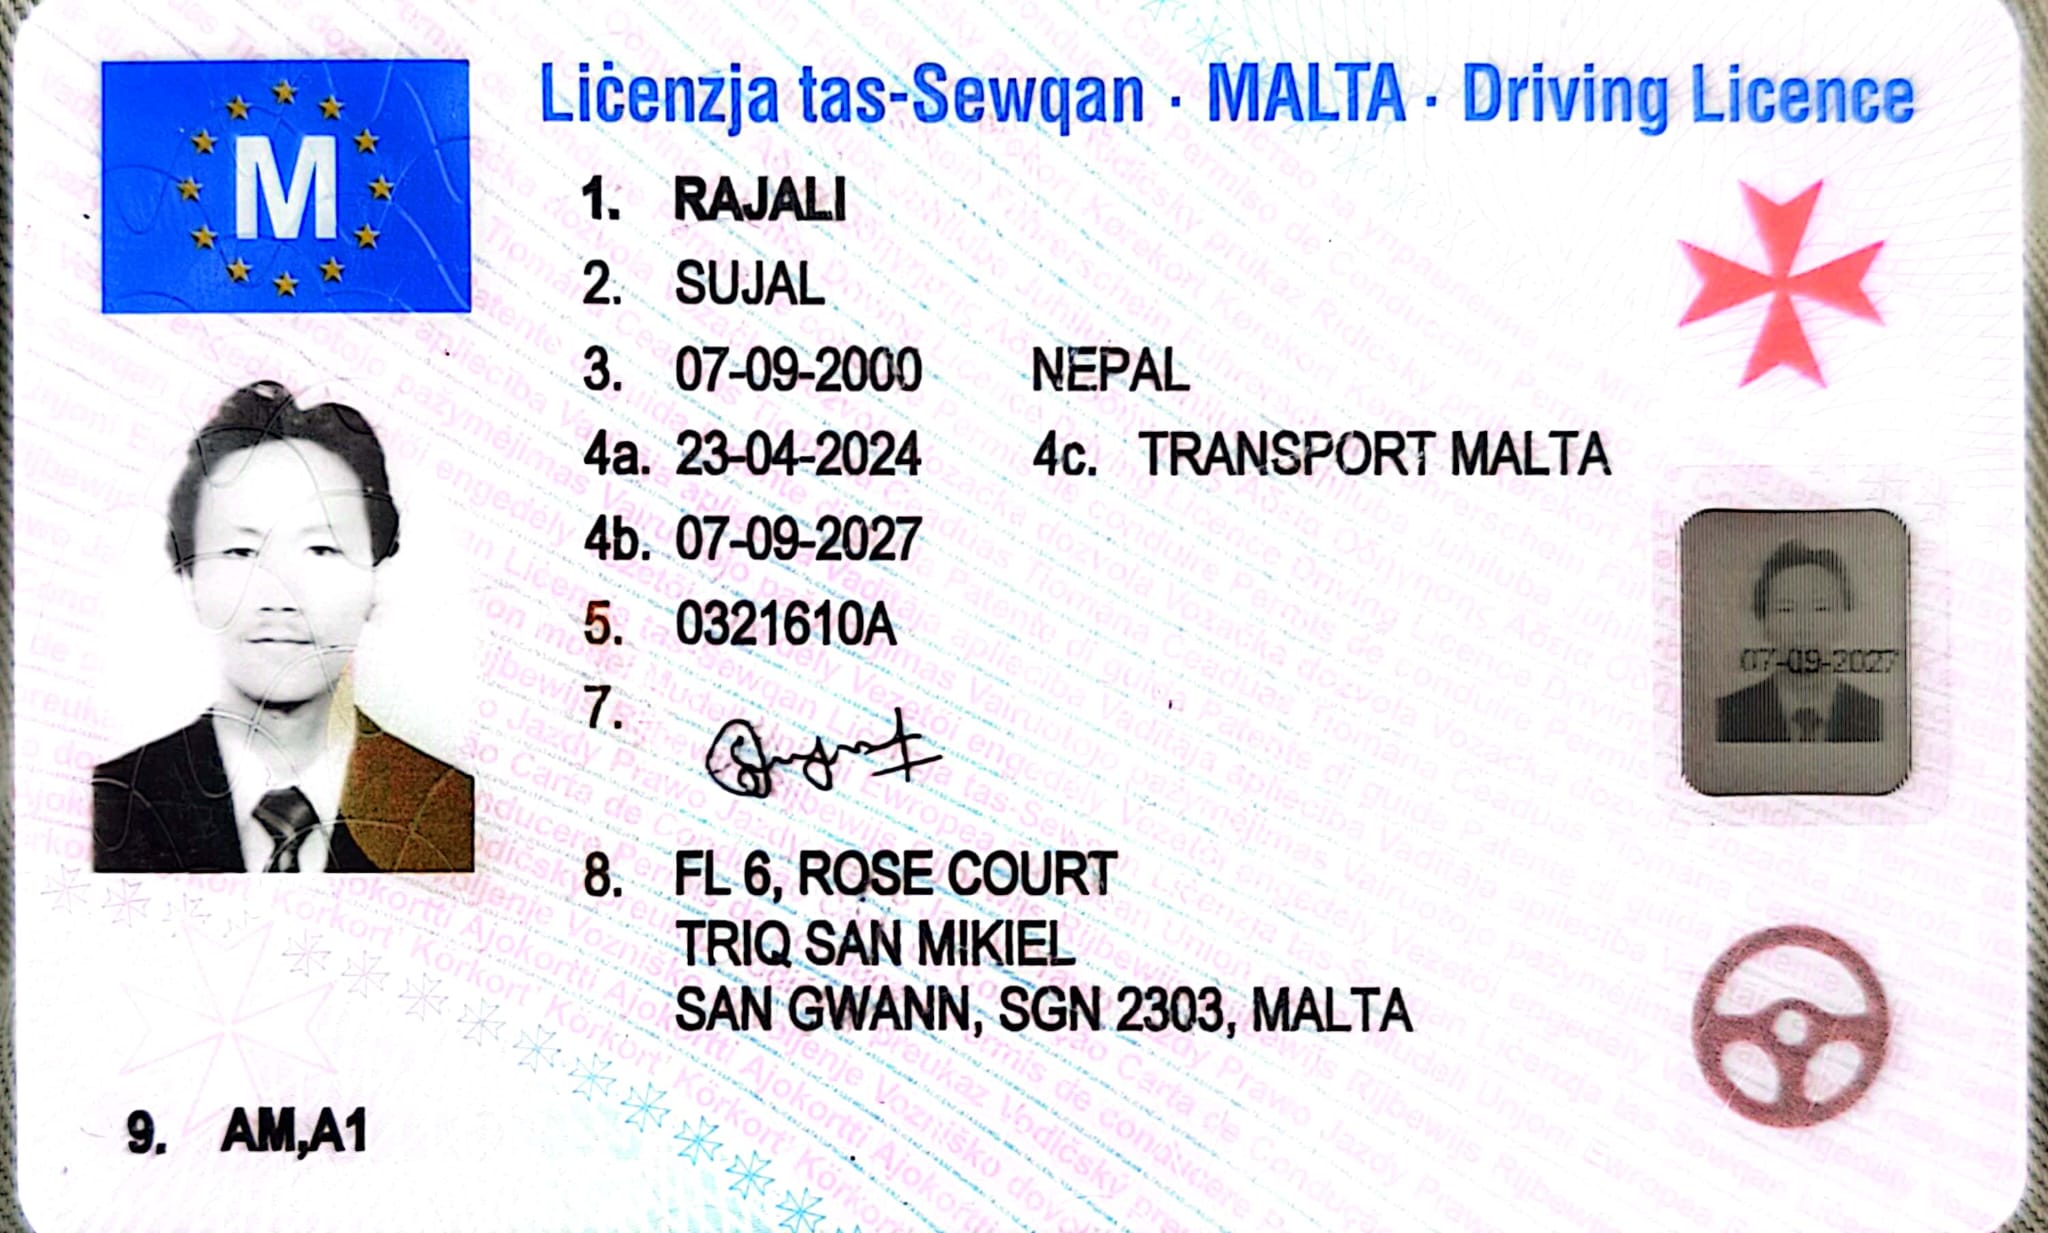 M
Liċenzja tas-Sewqan · MALTA · Driving Licence
1. RAJALI
2. SUJAL
3. 07-09-2000 NEPAL
4a. 23-04-2024 4c. TRANSPORT MALTA
4b. 07-09-2027
5. 0321610A
07-09-2027
7.
8. FL 6, ROSE COURT
TRIQ SAN MIKIEL
SAN GWANN, SGN 2303, MALTA
9. AM,A1